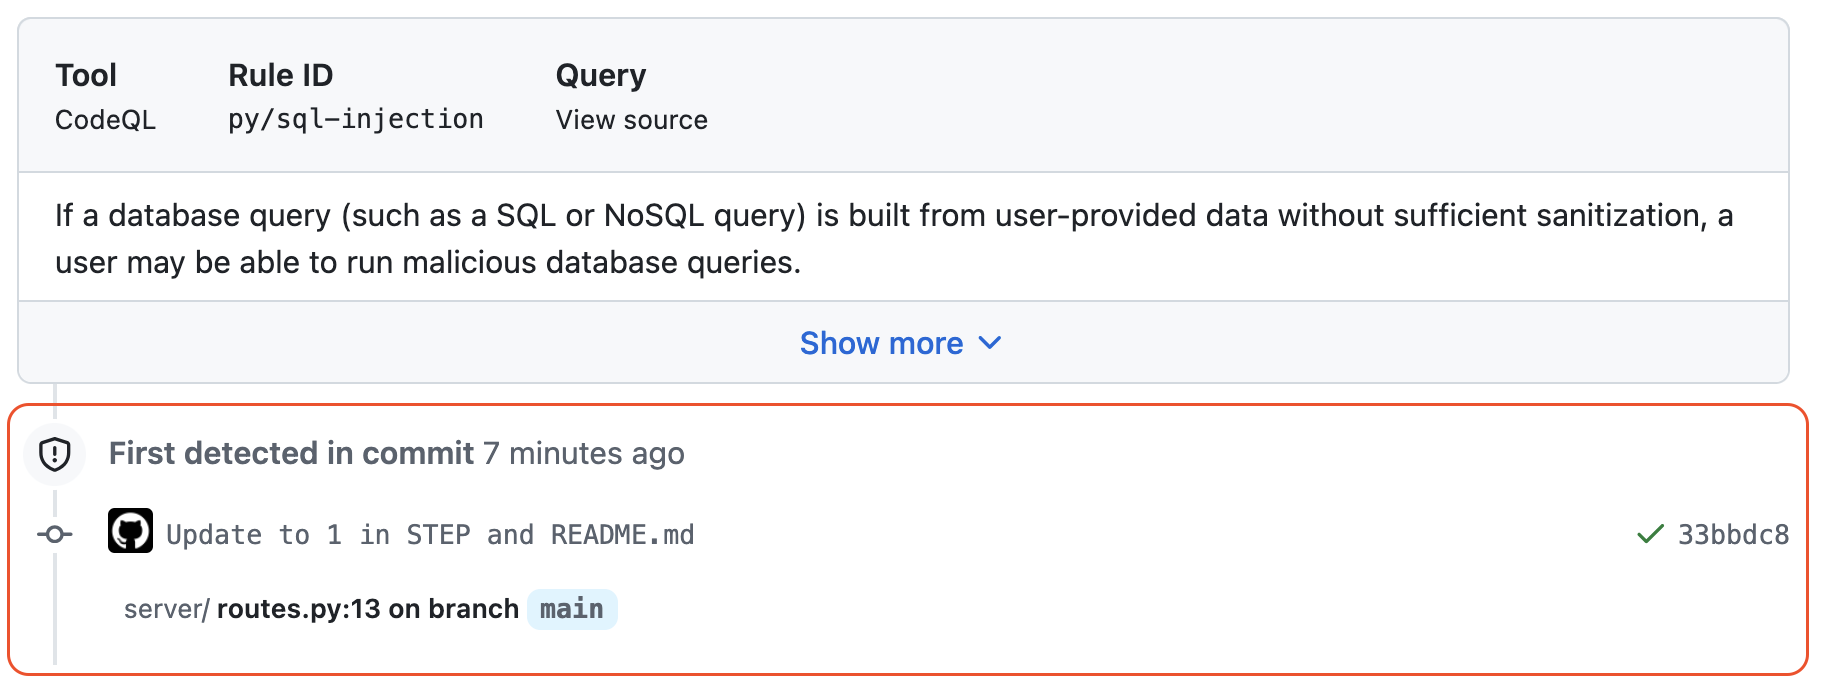 Tool Rule ID Query
CodeQL py/sql-injection View source
If a database query (such as a SQL or NoSQL query) is built from user-provided data without sufficient sanitization, a
user may be able to run malicious database queries.
Show more
First detected in commit 7 minutes ago
Update to 1 in STEP and README.md 33bbdc8
server/routes.py:13 on branch main